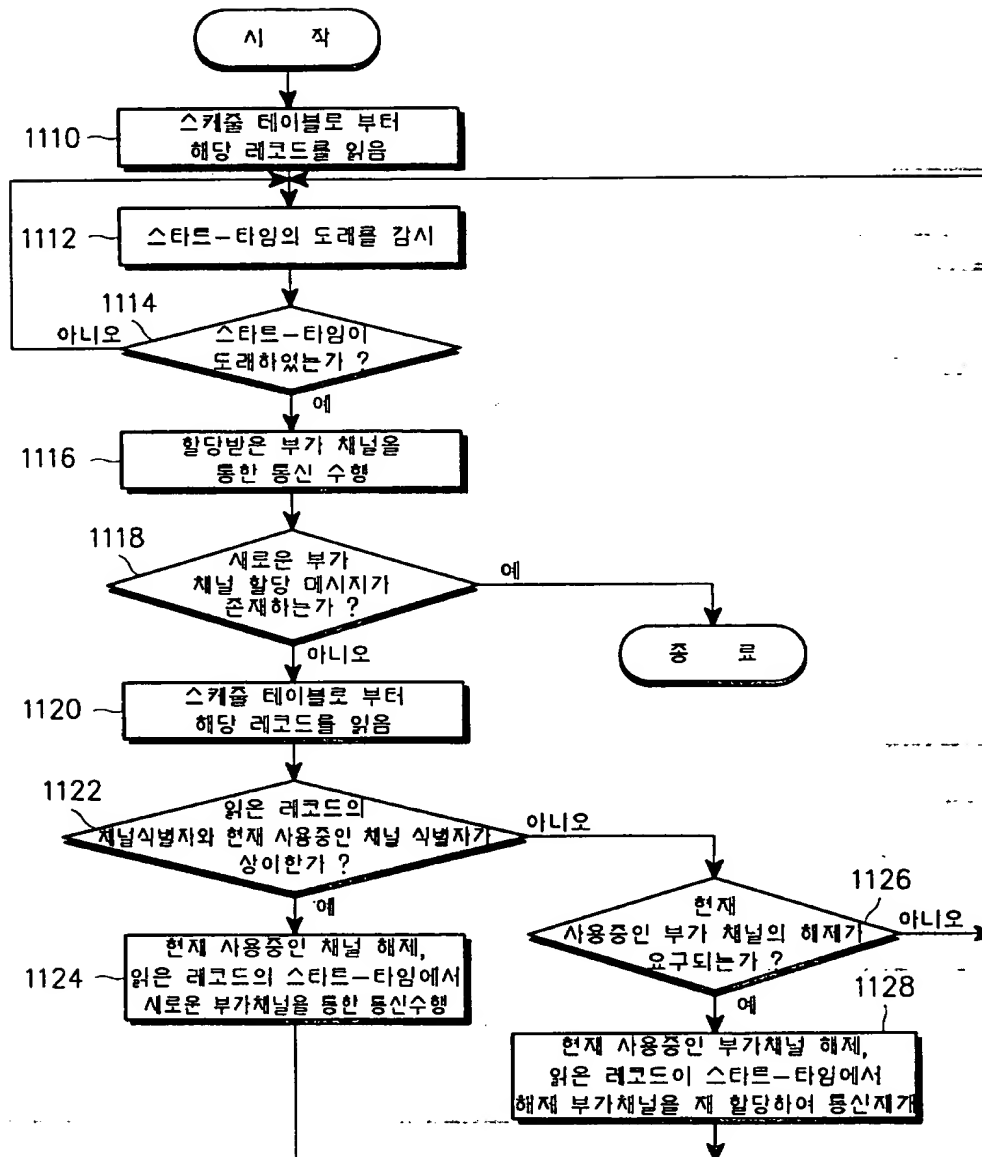 시 작
1110
스케줄 테이블로 부터
해당 레코드를 읽음
1112
스타트-타임의 도래를 감시
1114
아니오
스타트-타임이
도래하였는가 ?
예
1116
할당받은 부가 채널을
통한 통신 수행
1118
새로운 부가
채널 할당 메시지가
존재하는가 ?
예
아니오
종 료
1120
스케줄 테이블로 부터
해당 레코드를 읽음
1122
읽은 레코드의
채널식별자와 현재 사용중인 채널 식별자가
상이한가 ?
아니오
예
1126
현재
사용중인 부가 채널의 해제가
요구되는가 ?
아니오
예
1124
현재 사용중인 채널 해제,
읽은 레코드의 스타트-타임에서
새로운 부가채널을 통한 통신수행
1128
현재 사용중인 부가채널 해제,
읽은 레코드이 스타트-타임에서
해제 부가채널을 재 할당하여 통신재개